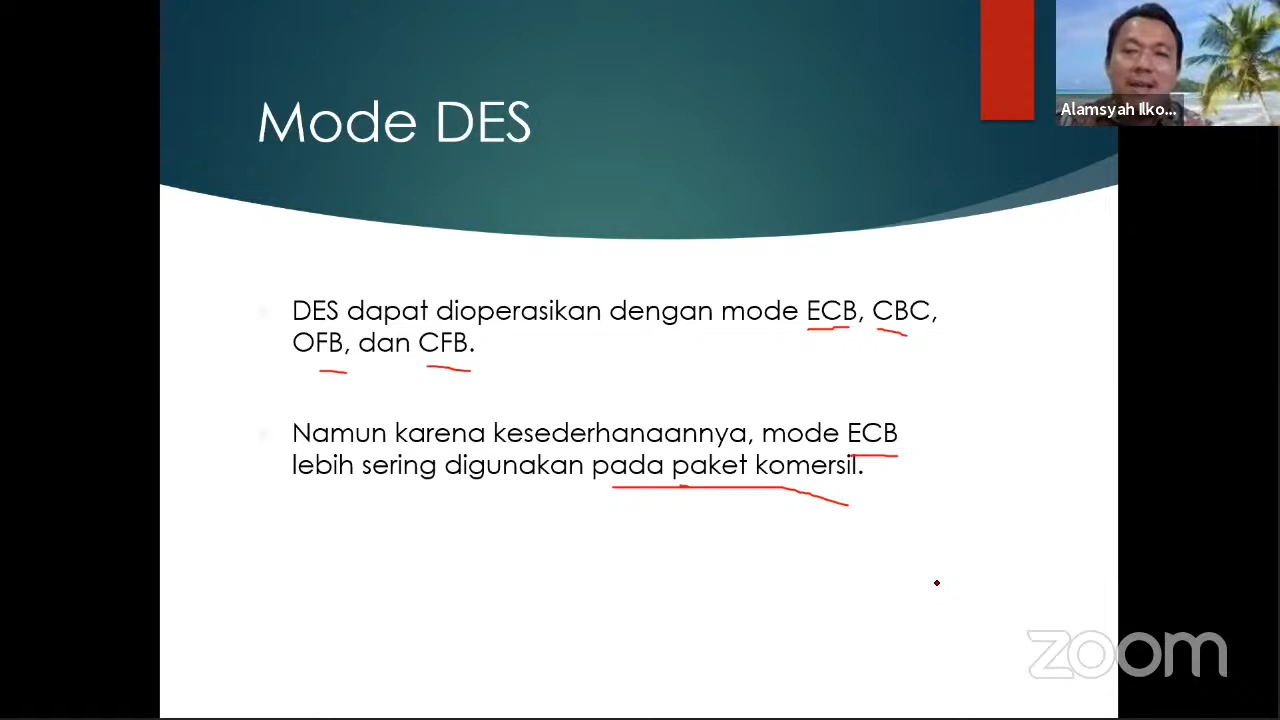 Mode DES
Alamsyah Ilko...
DES dapat dioperasikan dengan mode ECB, CBC,
OFB, dan CFB.
Namun karena kesederhanaannya, mode ECB
lebih sering digunakan pada paket komersil.
zoom